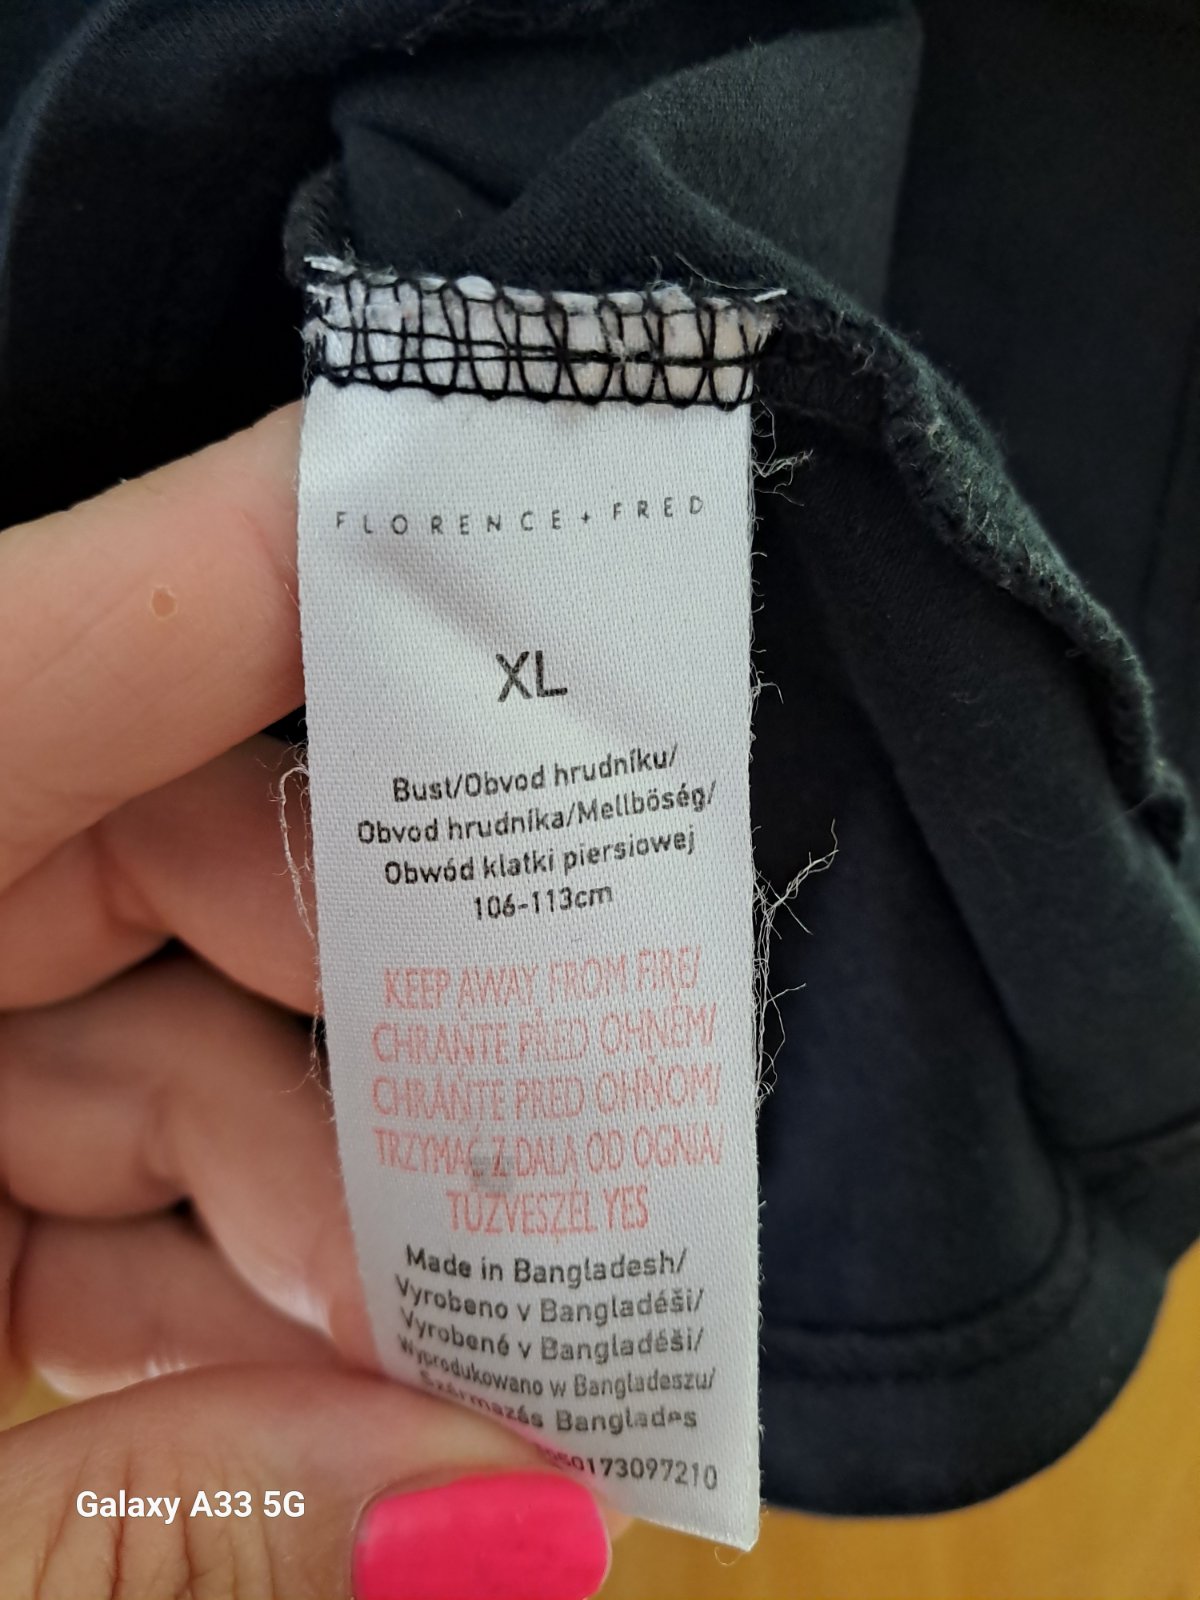 FLORENCE + FRED
XL
Bust/Obvod hrudníku/
Obvod hrudníka/Mellbőség/
Obwód klatki piersiowej
106-113cm
KEEP AWAY FROM FIRE/
CHRAŇTE PŘED OHNĚM/
CHRÁŇTE PRED OHŇOM/
TRZYMAĆ Z DALA OD OGNIA/
TŰZVESZÉLYES
Made in Bangladesh/
Vyrobeno v Bangladéši/
Vyrobené v Bangladéši/
Wyprodukowano w Bangladeszu/
Származás Banglades
Galaxy A33 5G